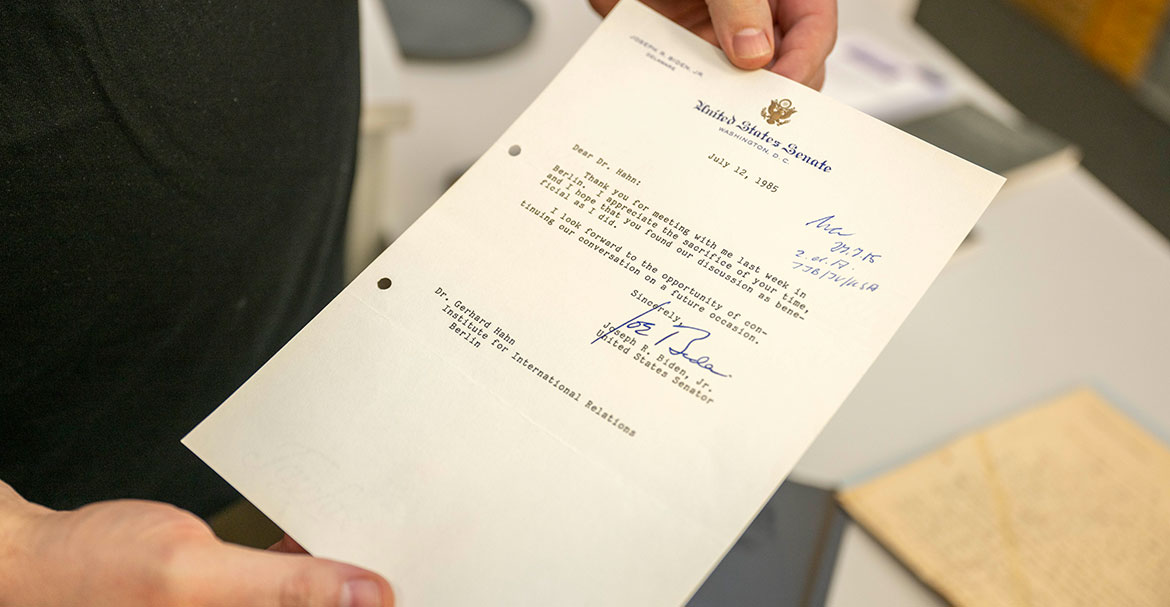 JOSEPH R. BIDEN, JR.
DELAWARE
United States Senate
WASHINGTON, D.C.
July 12, 1985
Dear Dr. Hahn:
Thank you for meeting with me last week in
Berlin. I appreciate the sacrifice of your time,
and I hope that you found our discussion as bene-
ficial as I did.
I look forward to the opportunity of con-
tinuing our conversation on a future occasion.
Sincerely,
Joe Biden
Joseph R. Biden, Jr.
United States Senator
Dr. Gerhard Hahn
Institute for International Relations
Berlin